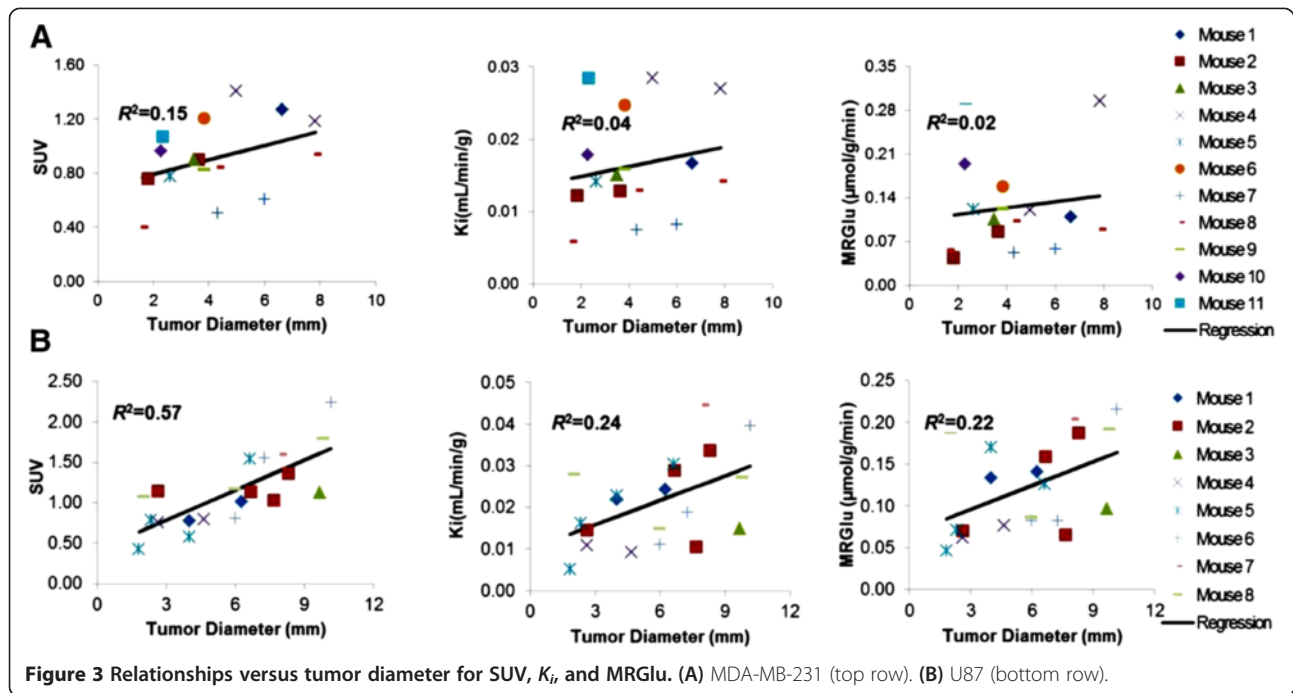 A
SUV
1.60
1.20
0.80
0.40
0.00
R²=0.15
0 2 4 6 8 10
Tumor Diameter (mm)
Ki(mL/min/g)
0.03
0.02
0.01
0.00
R²=0.04
0 2 4 6 8 10
Tumor Diameter (mm)
MRGlu (µmol/g/min)
0.35
0.28
0.21
0.14
0.07
0.00
R²=0.02
0 2 4 6 8 10
Tumor Diameter (mm)
Mouse 1
Mouse 2
Mouse 3
Mouse 4
Mouse 5
Mouse 6
Mouse 7
Mouse 8
Mouse 9
Mouse 10
Mouse 11
Regression
B
SUV
2.50
2.00
1.50
1.00
0.50
0.00
R²=0.57
0 3 6 9 12
Tumor Diameter (mm)
Ki(mL/min/g)
0.05
0.04
0.03
0.02
0.01
0.00
R²=0.24
0 3 6 9 12
Tumor Diameter (mm)
MRGlu (µmol/g/min)
0.25
0.20
0.15
0.10
0.05
0.00
R²=0.22
0 3 6 9 12
Tumor Diameter (mm)
Mouse 1
Mouse 2
Mouse 3
Mouse 4
Mouse 5
Mouse 6
Mouse 7
Mouse 8
Regression
Figure 3 Relationships versus tumor diameter for SUV, Ki, and MRGlu. (A) MDA-MB-231 (top row). (B) U87 (bottom row).